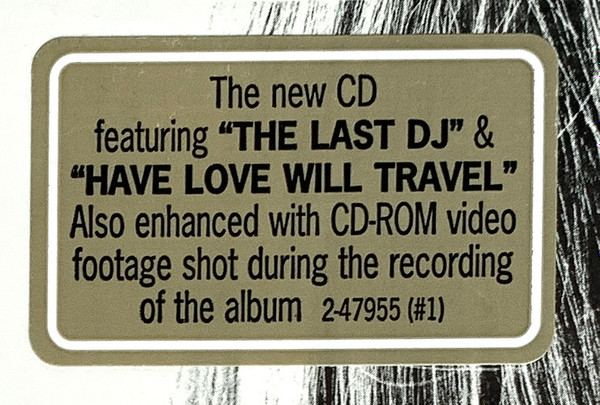 The new CD
featuring “THE LAST DJ” &
“HAVE LOVE WILL TRAVEL”
Also enhanced with CD-ROM video
footage shot during the recording
of the album 2-47955 (#1)